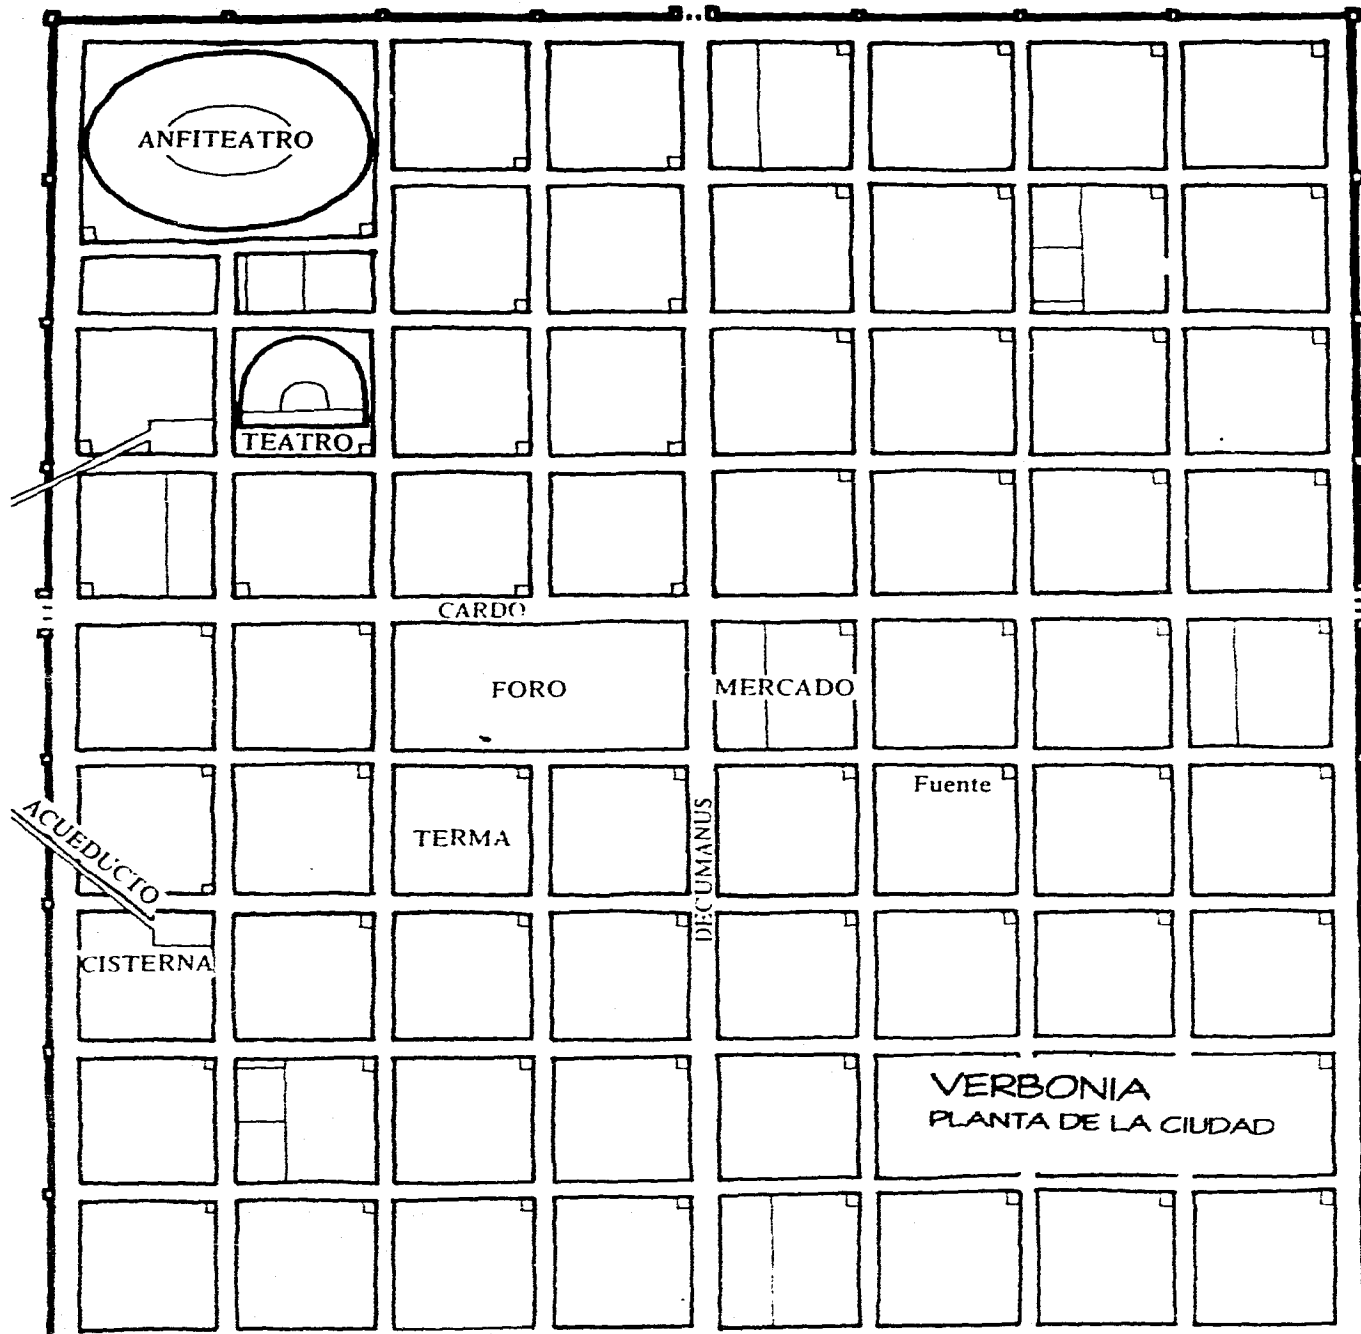 ANFITEATRO
TEATRO
CARDO
FORO
MERCADO
Fuente
ACUEDUCTO
TERMA
DECUMANUS
CISTERNA
VERBONIA
PLANTA DE LA CIUDAD